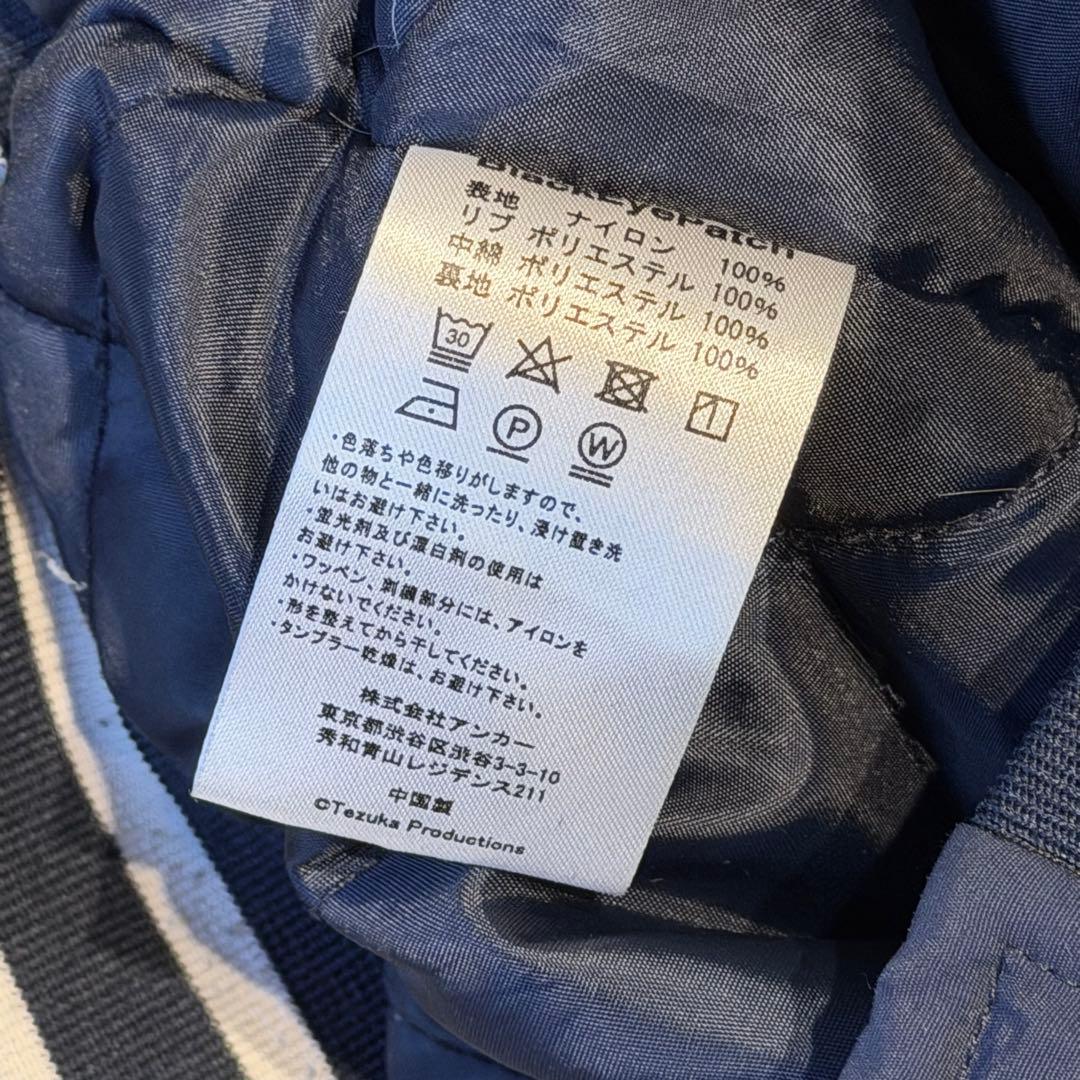 BlackEyePatch
表地 ナイロン 100%
リブ ポリエステル 100%
中綿 ポリエステル 100%
裏地 ポリエステル 100%
30
1
P W
・色落ちや色移りがしますので、
他の物と一緒に洗ったり、浸け置き洗
いはお避け下さい。
・蛍光剤及び漂白剤の使用は
お避け下さい。
・ワッペン、刺繍部分には、アイロンを
かけないでください。
・形を整えてから干してください。
・タンブラー乾燥は、お避け下さい。
株式会社アンカー
東京都渋谷区渋谷3-3-10
秀和青山レジデンス211
中国製
©Tezuka Productions